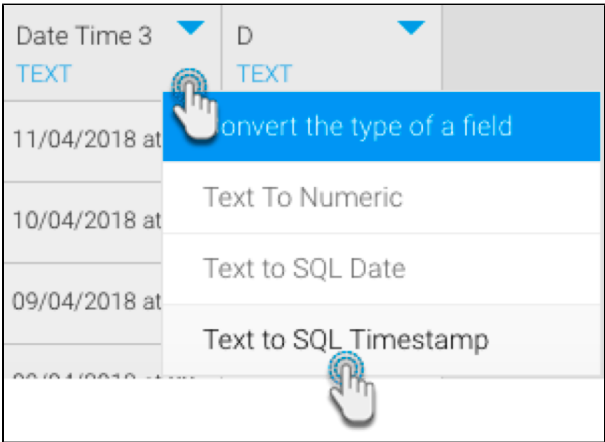 Date Time 3
D
TEXT
TEXT
onvert the type of a field
11/04/2018 at
Text To Numeric
10/04/2018 at
Text to SQL Date
09/04/2018 at
Text to SQL Timestamp